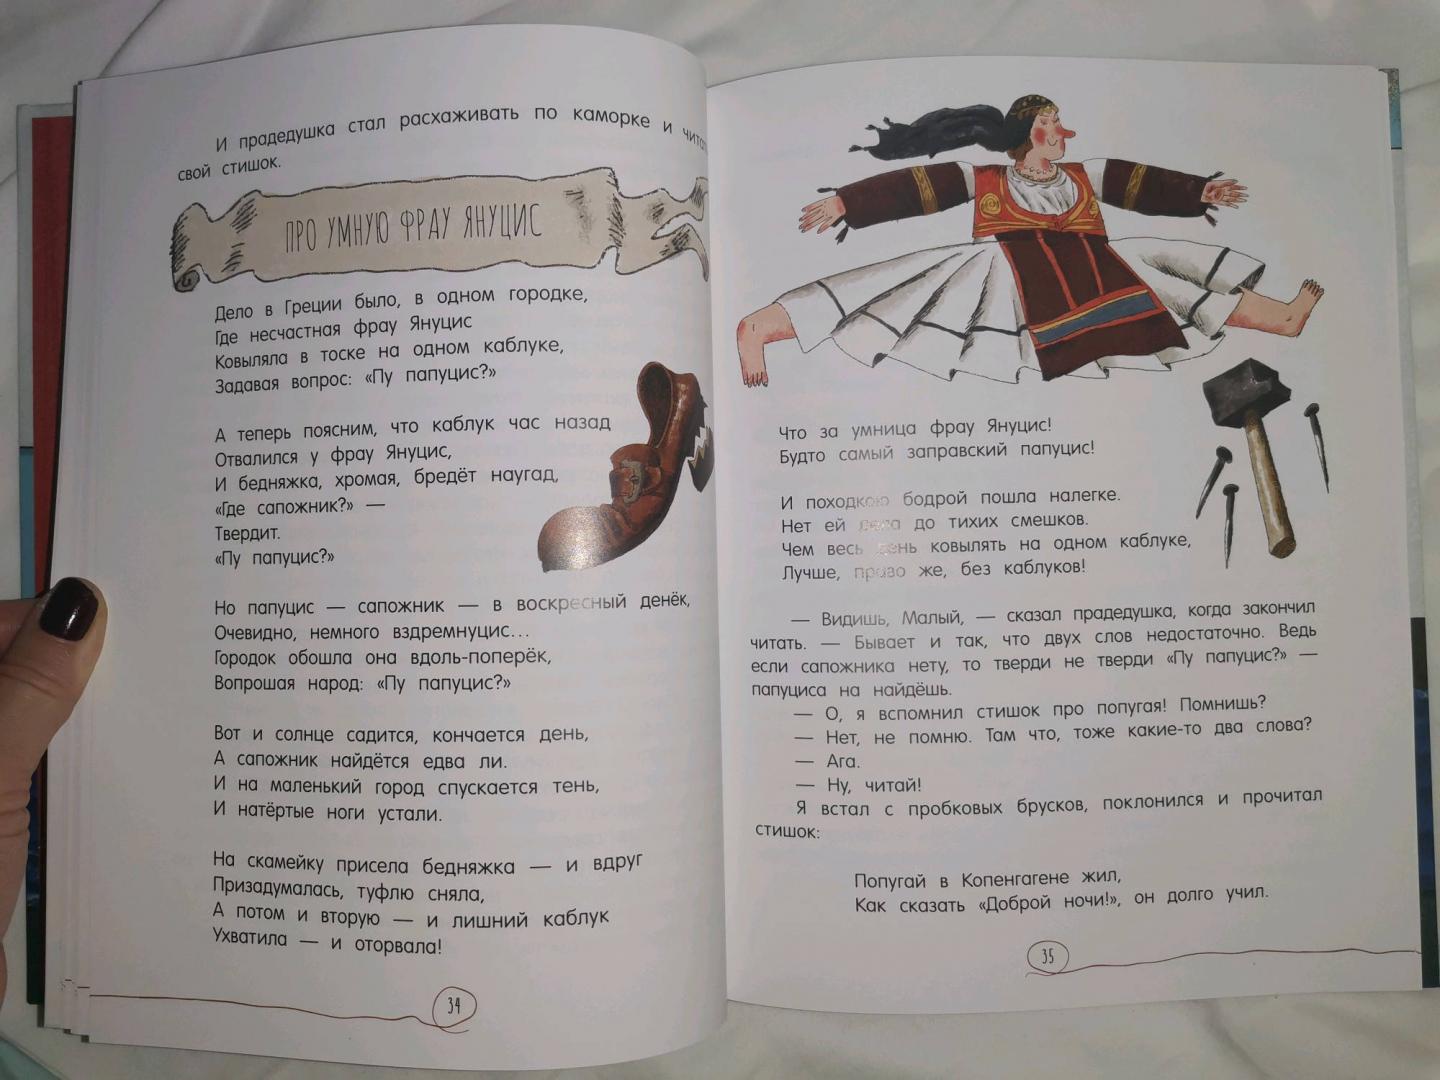 И прадедушка стал расхаживать по каморке и
свой стишок.
ПРО УМНУЮ ФРАУ ЯНУЦИС
Дело в Греции было, в одном городке,
Где несчастная фрау Януцис
Ковыляла в тоске на одном каблуке,
Задавая вопрос: «Пу папуцис?»
А теперь поясним, что каблук час назад
Отвалился у фрау Януцис,
И бедняжка, хромая, бредёт наугад,
«Где сапожник?» —
Твердит.
«Пу папуцис?»
Но папуцис — сапожник — в воскресный денёк,
Очевидно, немного вздремнуцис...
Городок обошла она вдоль-поперёк,
Вопрошая народ: «Пу папуцис?»
Вот и солнце садится, кончается день,
А сапожник найдётся едва ли.
И на маленький город спускается тень,
И натёртые ноги устали.
На скамейку присела бедняжка — и вдруг
Призадумалась, туфлю сняла,
А потом и вторую — и лишний каблук
Ухватила — и оторвала!
34
Что за умница фрау Януцис!
Будто самый заправский папуцис!
И походкою бодрой пошла налегке.
Нет ей дела до тихих смешков.
Чем весь день ковылять на одном каблуке,
Лучше, право же, без каблуков!
— Видишь, Малый, — сказал прадедушка, когда закончил
читать. — Бывает и так, что двух слов недостаточно. Ведь
если сапожника нету, то тверди не тверди «Пу папуцис?» —
папуциса на найдёшь.
— О, я вспомнил стишок про попугая! Помнишь?
— Нет, не помню. Там что, тоже какие-то два слова?
— Ага.
— Ну, читай!
Я встал с пробковых брусков, поклонился и прочитал
стишок:
Попугай в Копенгагене жил,
Как сказать «Доброй ночи!», он долго учил.
35